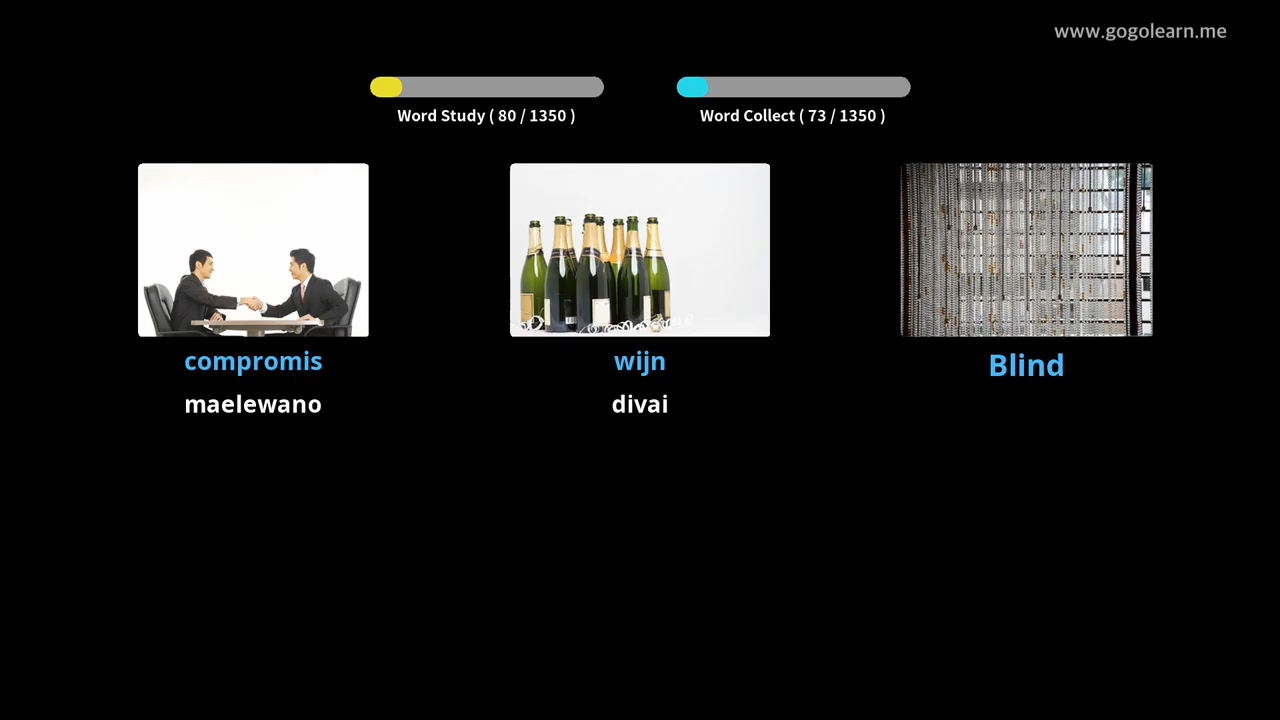 www.gogolearn.me
Word Study ( 80 / 1350 )
Word Collect ( 73 / 1350 )
compromis
maelewano
wijn
divai
Blind